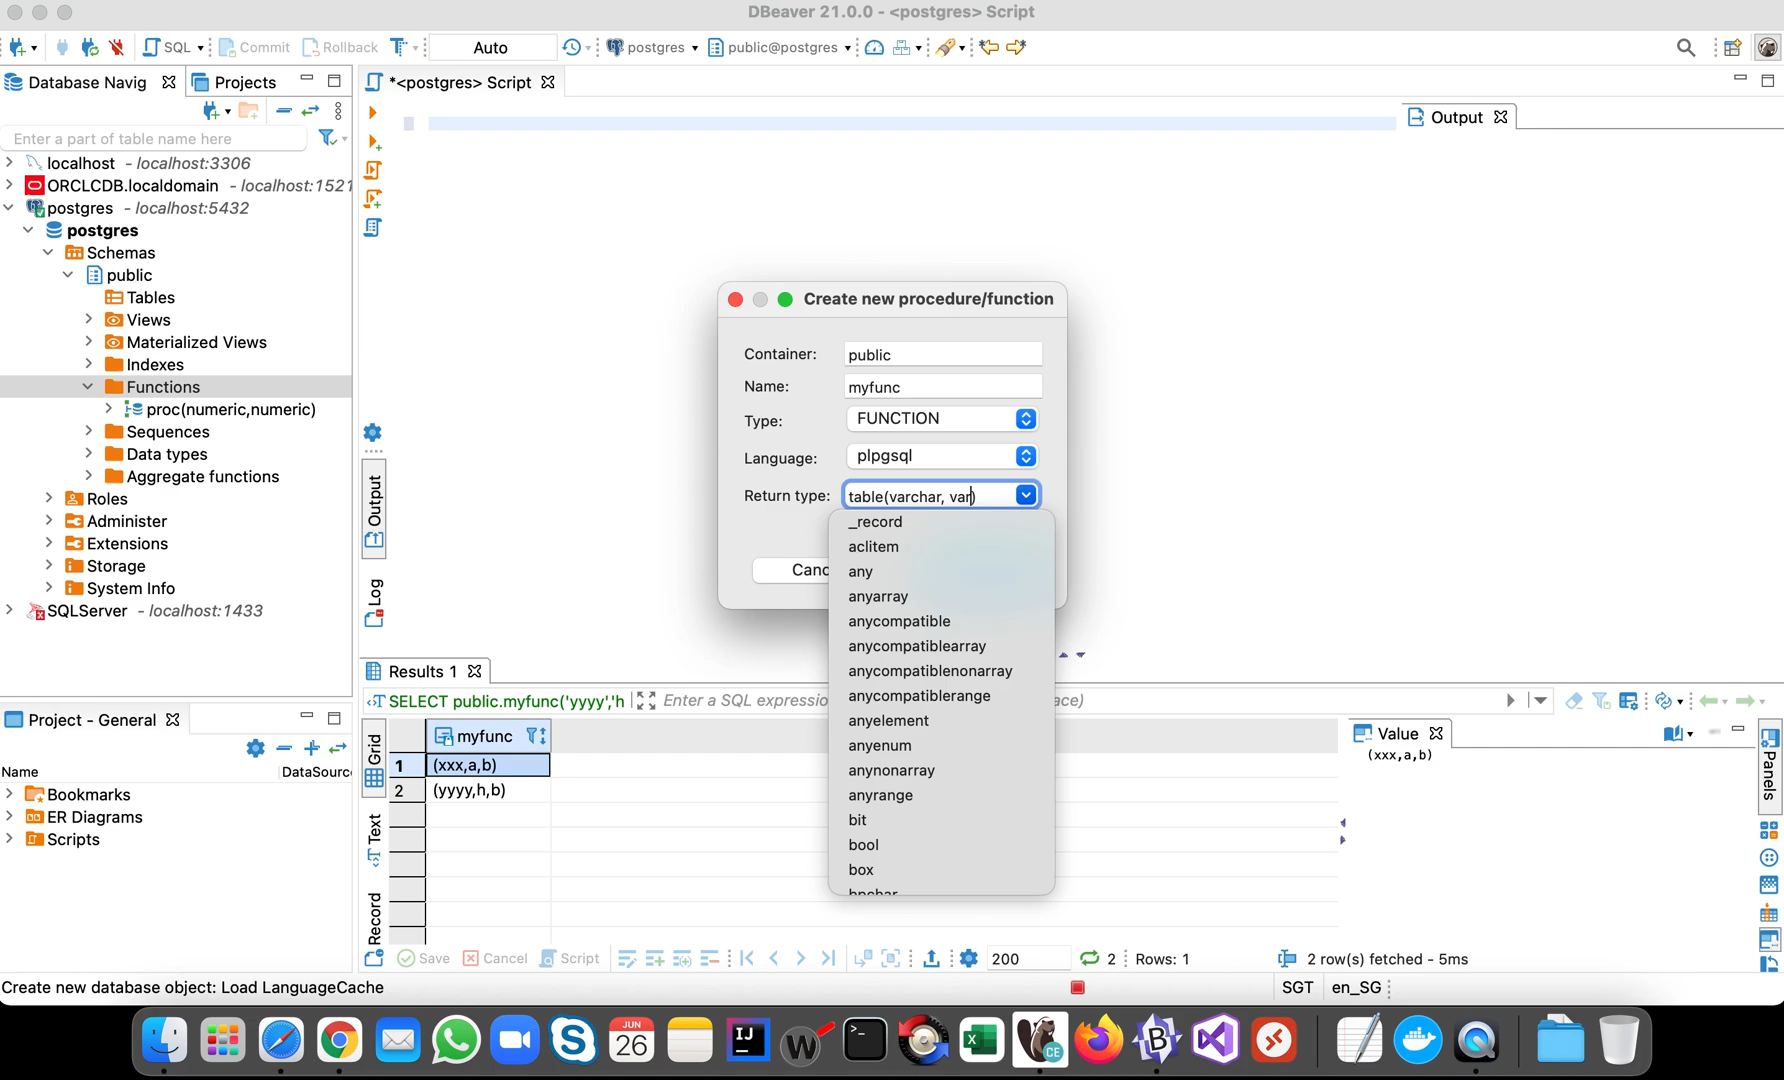 DBeaver 21.0.0 - <postgres> Script
SQL
Commit
Rollback
Auto
postgres
public@postgres
Database Navig
Projects
*<postgres> Script
Output
Enter a part of table name here
localhost - localhost:3306
ORCLCDB.localdomain - localhost:1521
postgres - localhost:5432
postgres
Schemas
public
Tables
Views
Materialized Views
Indexes
Functions
proc(numeric,numeric)
Sequences
Data types
Aggregate functions
Roles
Administer
Extensions
Storage
System Info
SQLServer - localhost:1433
Output
Log
Create new procedure/function
Container: public
Name: myfunc
Type: FUNCTION
Language: plpgsql
Return type: table(varchar, var)
Canc
_record
aclitem
any
anyarray
anycompatible
anycompatiblearray
anycompatiblenonarray
anycompatiblerange
anyelement
anyenum
anynonarray
anyrange
bit
bool
box
bpchar
Results 1
SELECT public.myfunc('yyyy','h
Enter a SQL expressio
ace)
Project - General
Name
DataSourc
Bookmarks
ER Diagrams
Scripts
Grid
Text
Record
myfunc
1 (xxx,a,b)
2 (yyyy,h,b)
Value
(xxx,a,b)
Panels
Save
Cancel
Script
200
2
Rows: 1
2 row(s) fetched - 5ms
Create new database object: Load LanguageCache
SGT
en_SG
JUN
26
IJ
W
CE
B